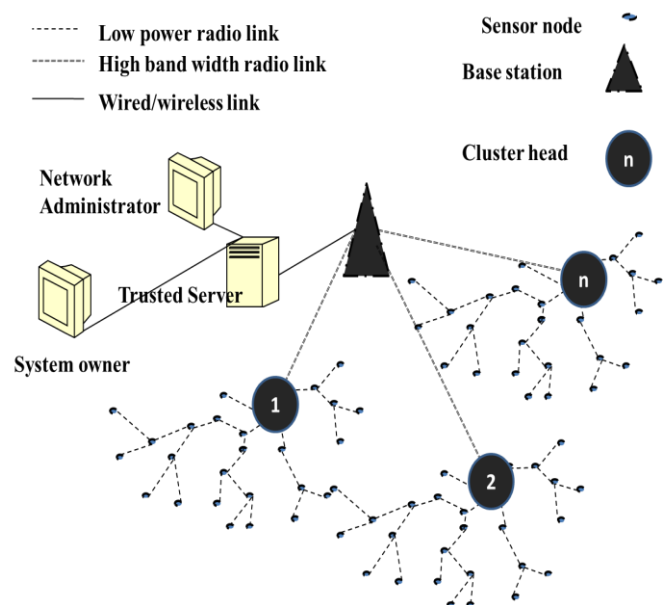 Low power radio link
High band width radio link
Wired/wireless link
Sensor node
Base station
Cluster head
n
Network
Administrator
Trusted Server
System owner
n
1
2